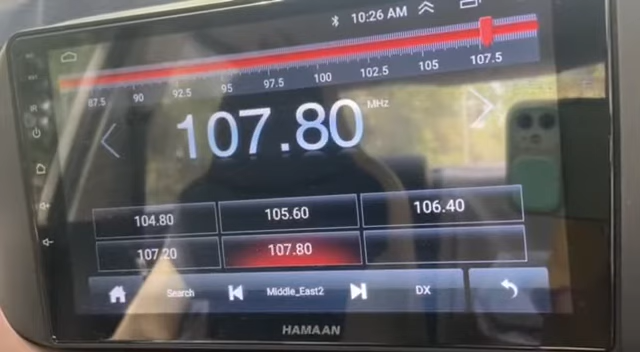 10:26 AM
87.5 90 92.5 95 97.5 100 102.5 105 107.5
107.80 MHz
104.80 105.60 106.40
107.20 107.80
Search Middle_East2 DX
HAMAAN